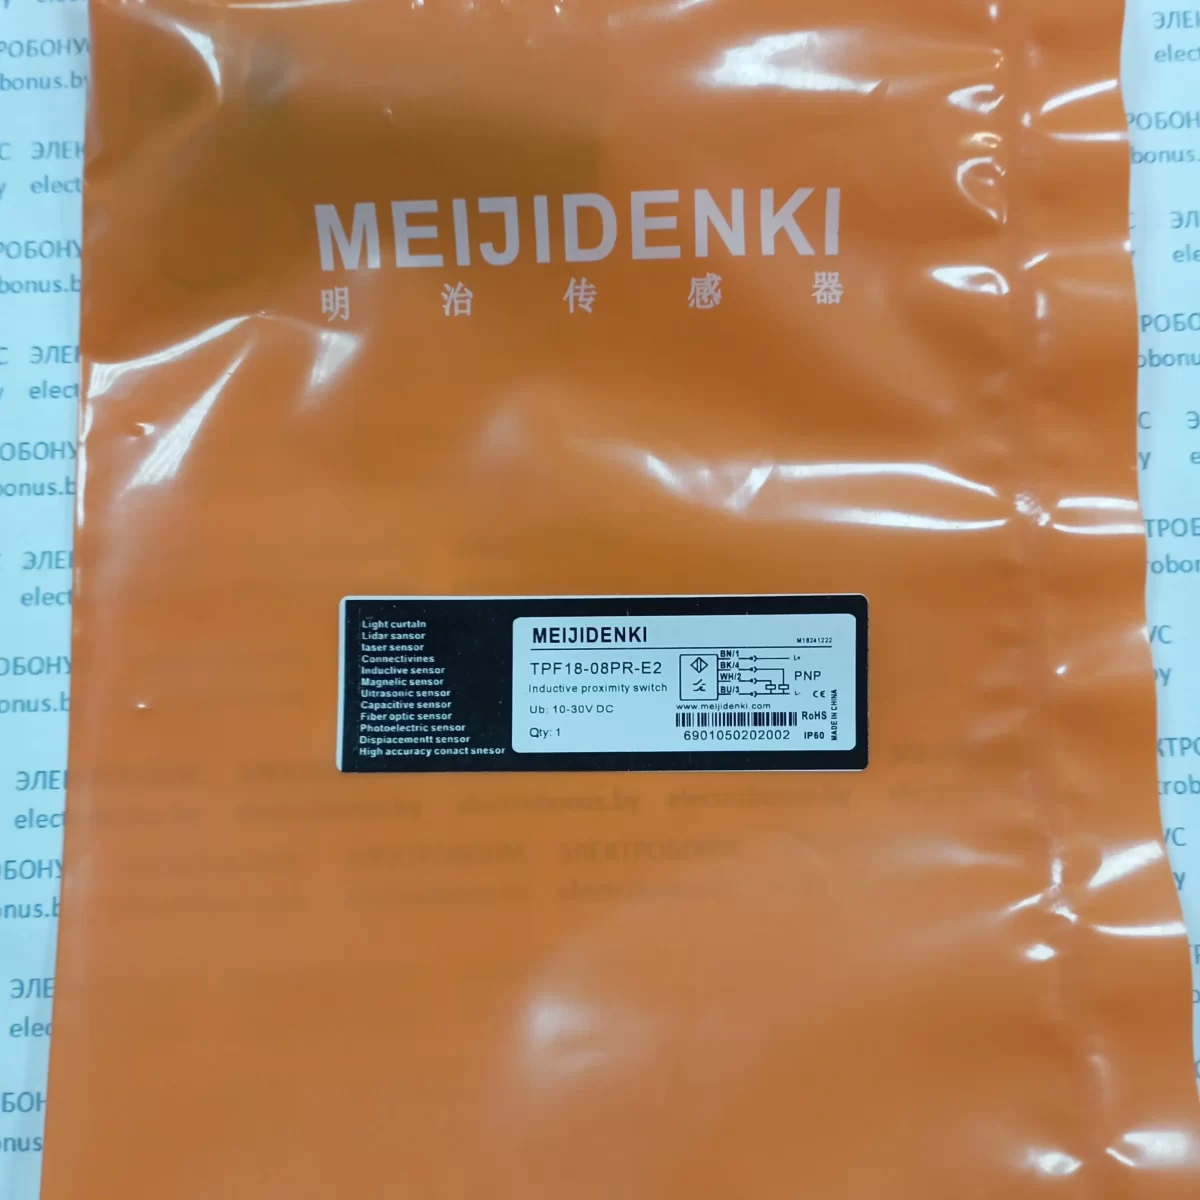 MEIJIDENKI
明治传感器
Light curtain
Lidar sansor
laser sensor
Connectivines
Inductive sensor
Magnelic sensor
Uitrasonic sensor
Capacitive sensor
Fiber optic sensor
Photoelectric sensor
Dispiacementt sensor
High accuracy conact snesor
MEIJIDENKI
M18241222
TPF18-08PR-E2
Inductive proximity switch
Ub: 10-30V DC
Qty: 1
BN/1
BK/4
WH/2
BU/3
L+
L-
PNP
CE
www.meijidenki.com
6901050202002
RoHS
IP60
MADE IN CHINA